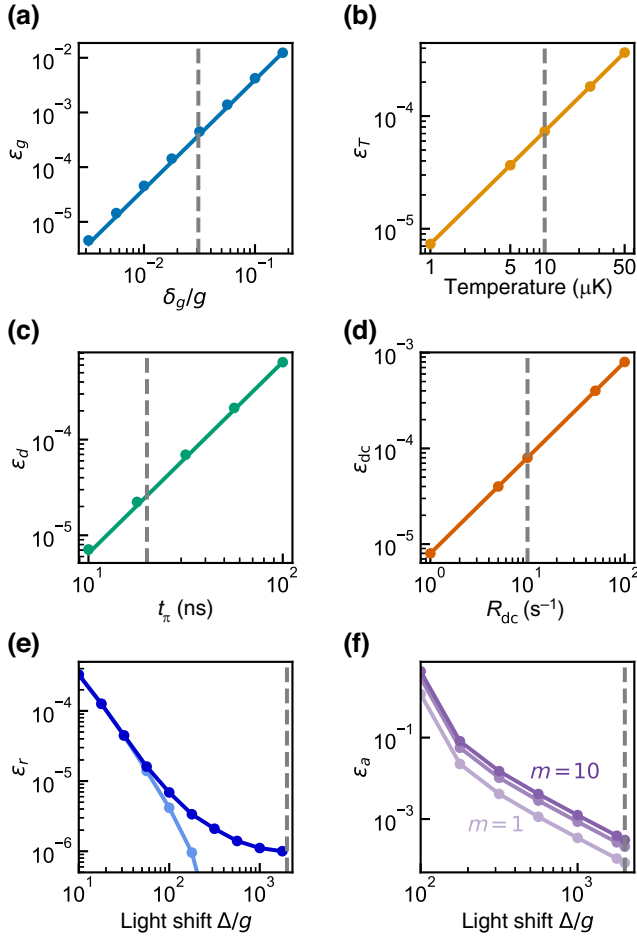 (a)
10⁻²
10⁻³
10⁻⁴
10⁻⁵
ε_g
10⁻² 10⁻¹
δ_g/g
(b)
10⁻⁴
10⁻⁵
ε_T
1 5 10 50
Temperature (μK)
(c)
10⁻⁴
10⁻⁵
ε_d
10¹ 10²
t_π (ns)
(d)
10⁻³
10⁻⁴
10⁻⁵
ε_dc
10⁰ 10¹ 10²
R_dc (s⁻¹)
(e)
10⁻⁴
10⁻⁵
10⁻⁶
ε_r
10¹ 10² 10³
Light shift Δ/g
(f)
10⁻¹
10⁻³
ε_a
m = 10
m = 1
10² 10³
Light shift Δ/g